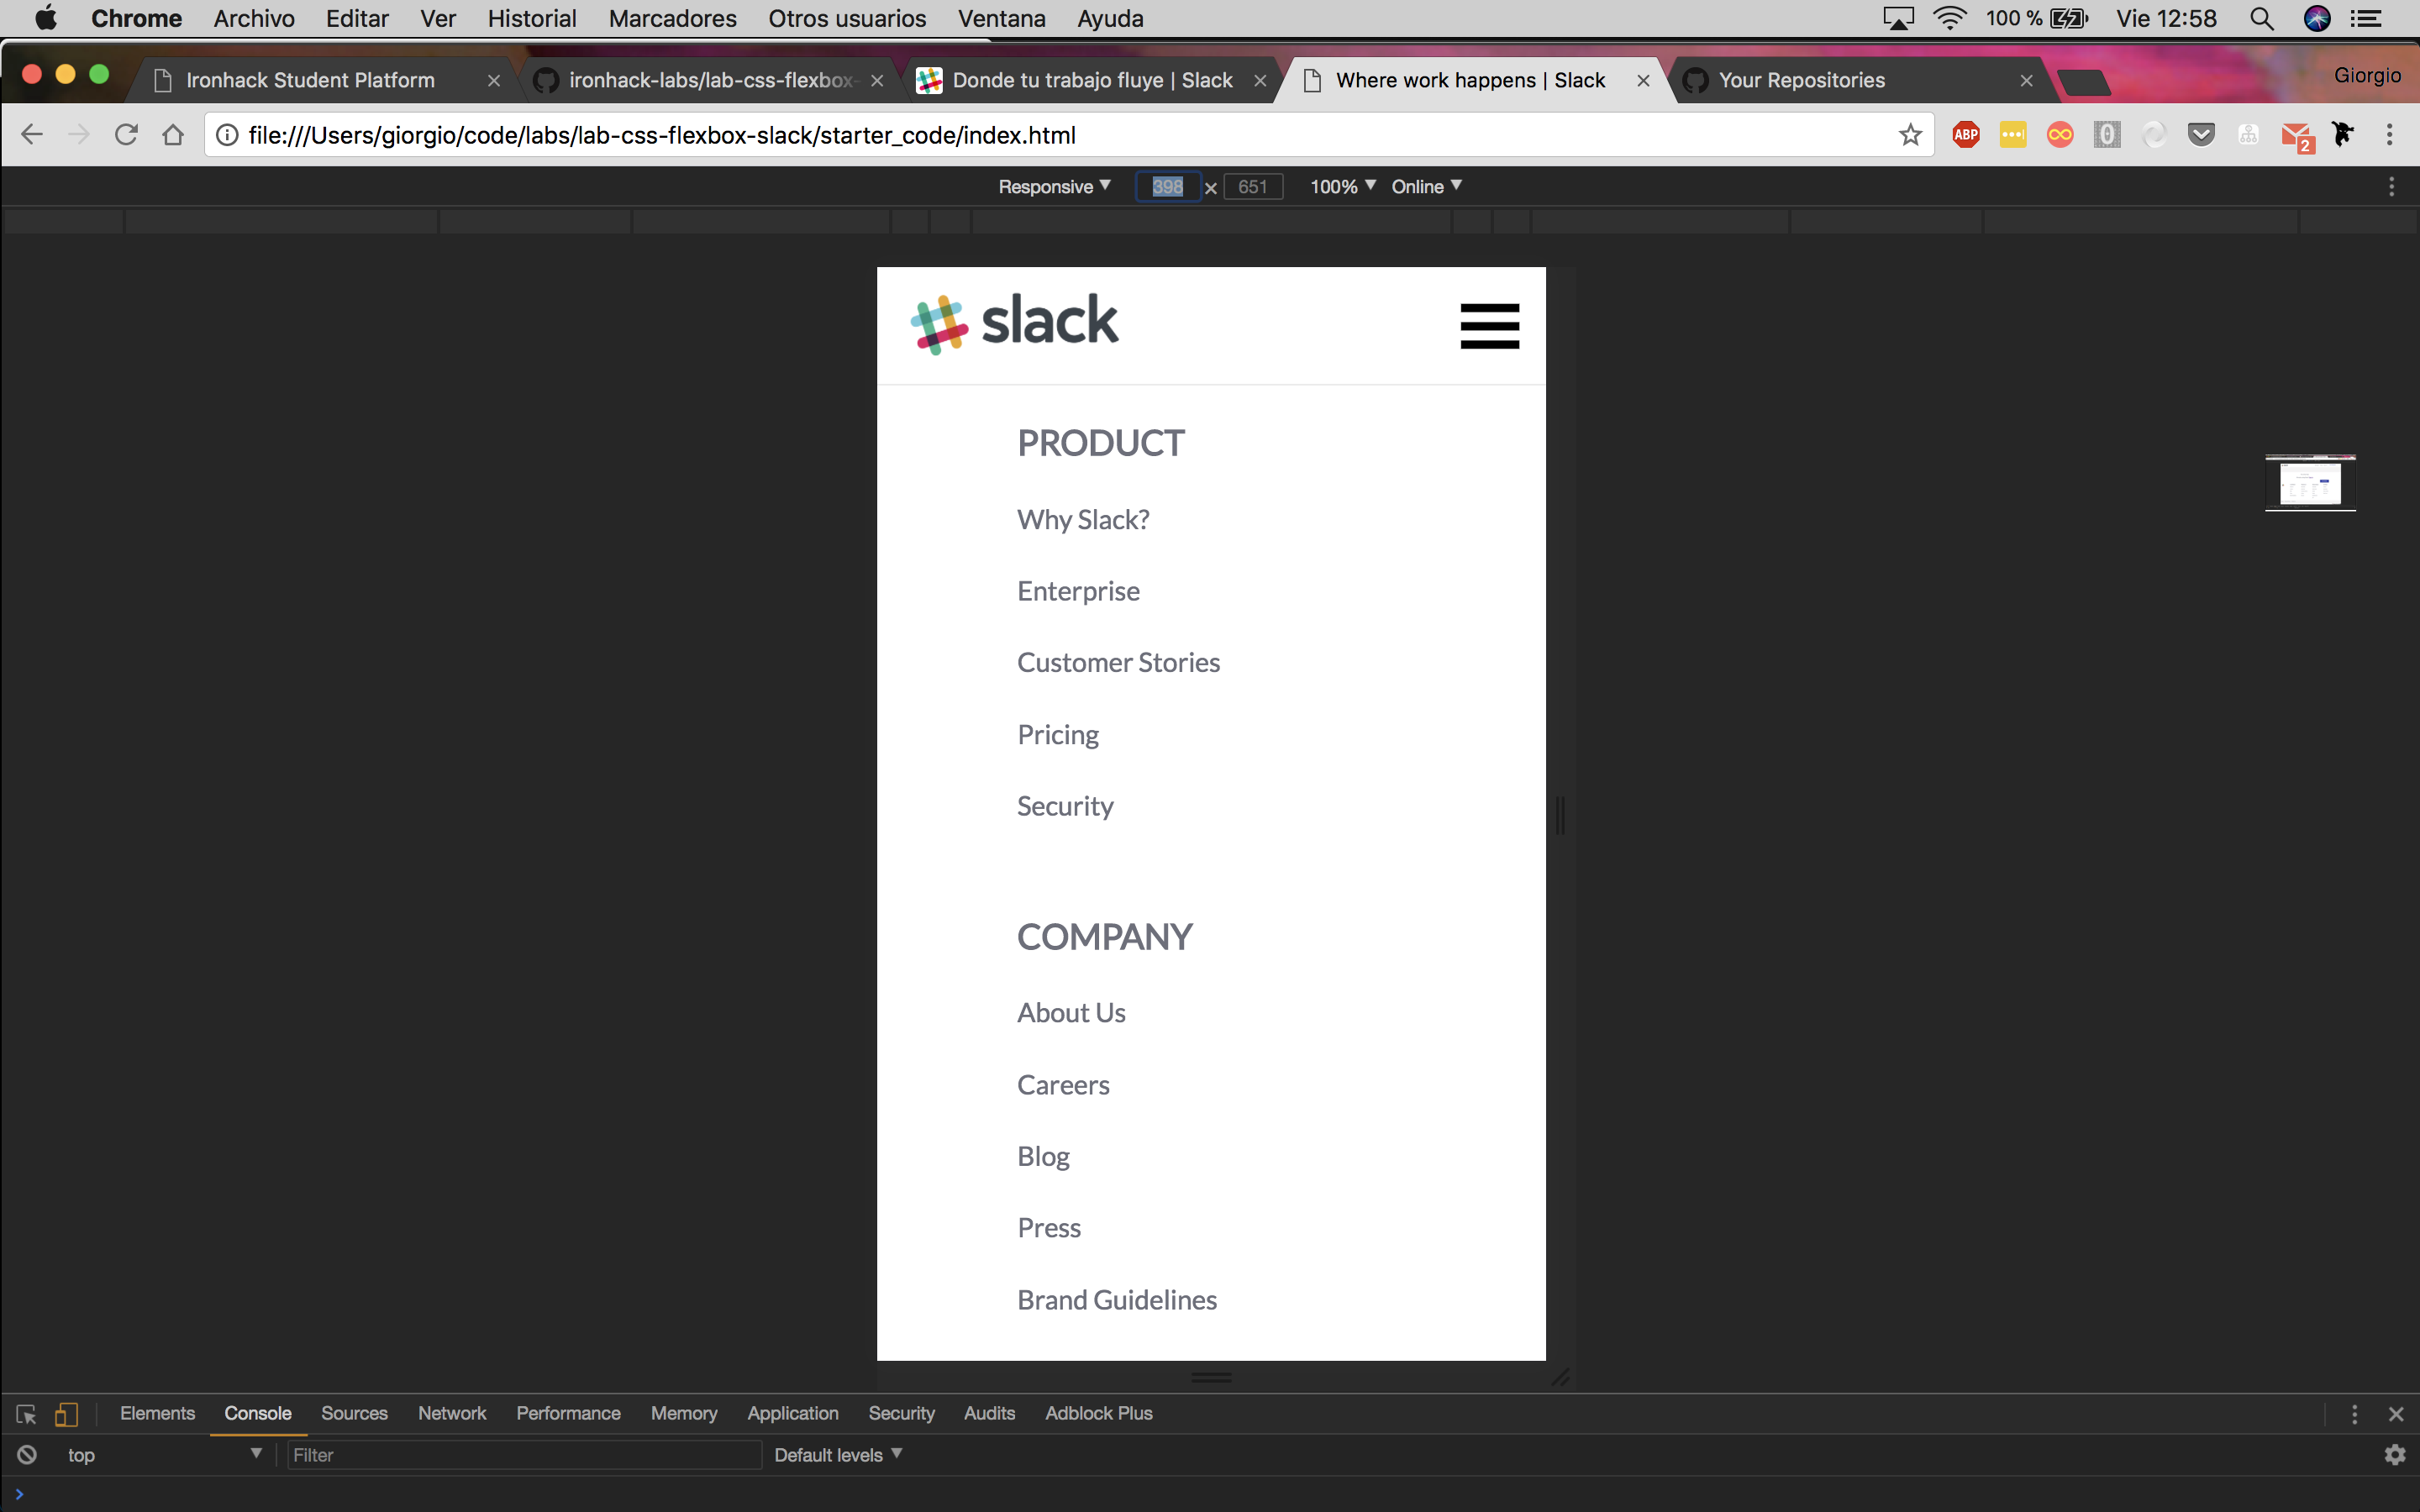 Chrome Archivo Editar Ver Historial Marcadores Otros usuarios Ventana Ayuda 100 % Vie 12:58
Ironhack Student Platform ironhack-labs/lab-css-flexbox- Donde tu trabajo fluye | Slack Where work happens | Slack Your Repositories Giorgio
file:///Users/giorgio/code/labs/lab-css-flexbox-slack/starter_code/index.html ABP 0 2
Responsive 398 × 651 100% Online
slack
PRODUCT
Why Slack?
Enterprise
Customer Stories
Pricing
Security
COMPANY
About Us
Careers
Blog
Press
Brand Guidelines
Elements Console Sources Network Performance Memory Application Security Audits Adblock Plus
top Filter Default levels